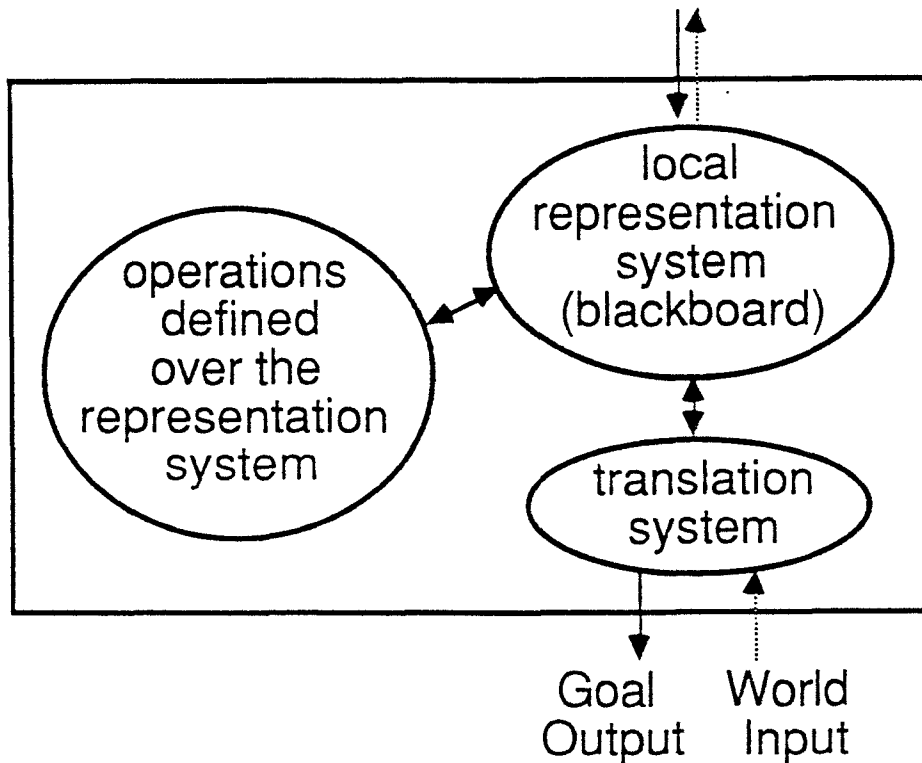 local
representation
system
(blackboard)
operations
defined
over the
representation
system
translation
system
Goal
Output
World
Input